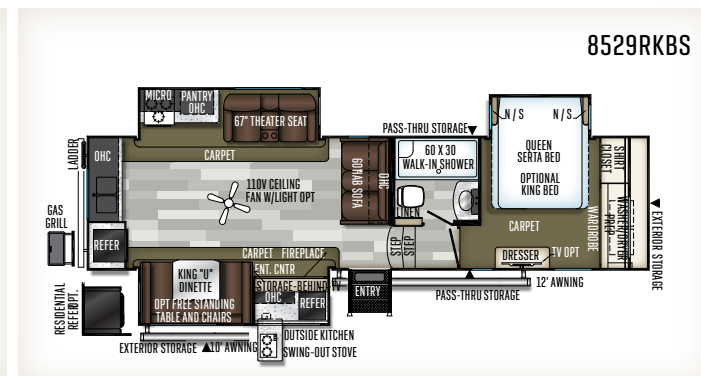 8529RKBS
MICRO
PANTRY
OHC
67" THEATER SEAT
PASS-THRU STORAGE
N/S
N/S
LADDER
OHC
CARPET
60" HAB SOFA
OHC
60 X 30
WALK-IN SHOWER
QUEEN
SERTA BED
OPTIONAL
KING BED
SHIRT
CLOSET
110V CEILING
FAN W/LIGHT OPT
LINEN
WASHER/DRYER
PREP
WARDROBE
EXTERIOR STORAGE
GAS
GRILL
REFER
CARPET
FIREPLACE
STEP
STEP
CARPET
DRESSER
TV OPT
ENT. CNTR
KING "U"
DINETTE
STORAGE-BEHIND TV
12' AWNING
PASS-THRU STORAGE
ENTRY
RESIDENTIAL
REFER OPT.
OPT FREE STANDING
TABLE AND CHAIRS
OHC
REFER
OUTSIDE KITCHEN
SWING-OUT STOVE
EXTERIOR STORAGE
10' AWNING